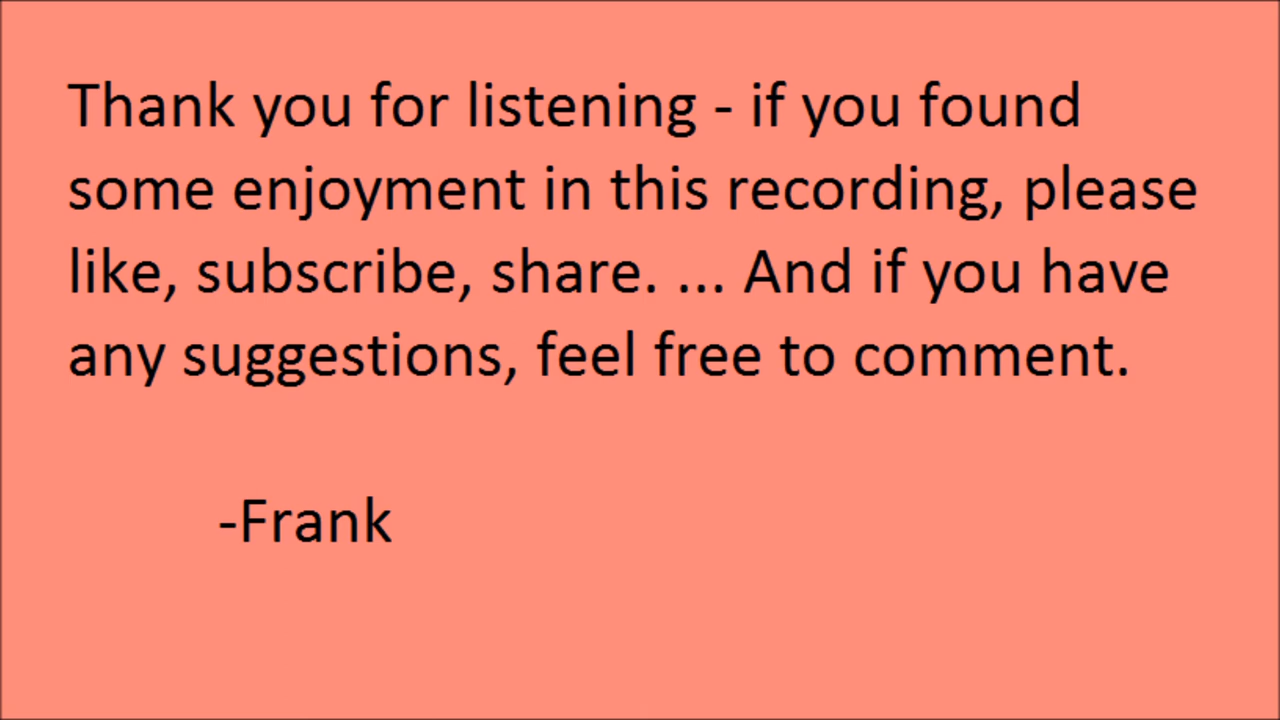 Thank you for listening - if you found
some enjoyment in this recording, please
like, subscribe, share. ... And if you have
any suggestions, feel free to comment.
-Frank